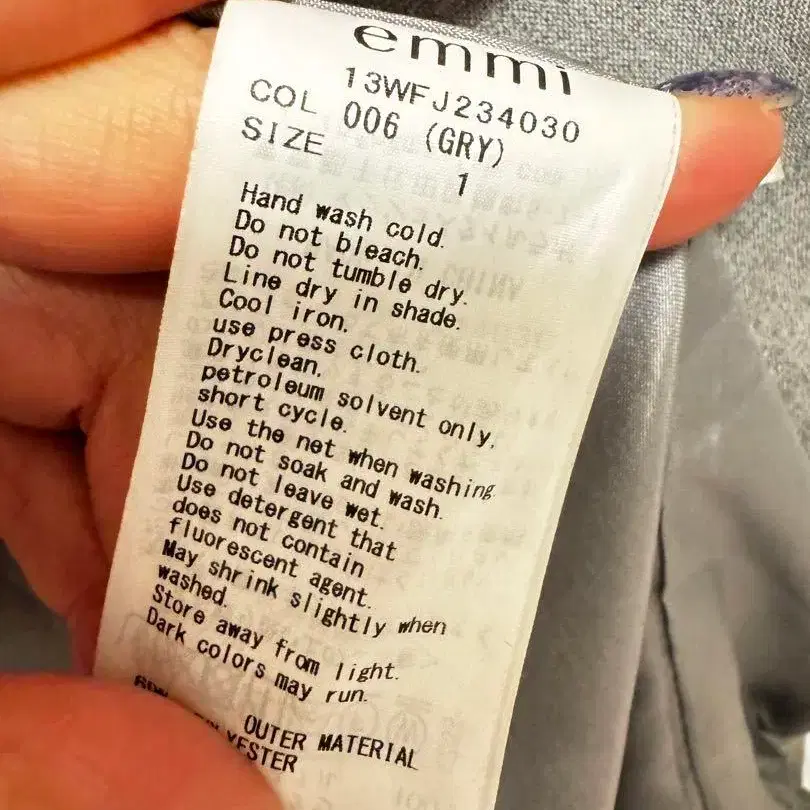 emmi
13WFJ234030
COL 006 (GRY)
SIZE 1
Hand wash cold.
Do not bleach.
Do not tumble dry.
Line dry in shade.
Cool iron.
use press cloth.
Dryclean,
petroleum solvent only,
short cycle.
Use the net when washing
Do not soak and wash.
Do not leave wet.
Use detergent that
does not contain
fluorescent agent.
May shrink slightly when
washed.
Store away from light.
Dark colors may run.
OUTER MATERIAL